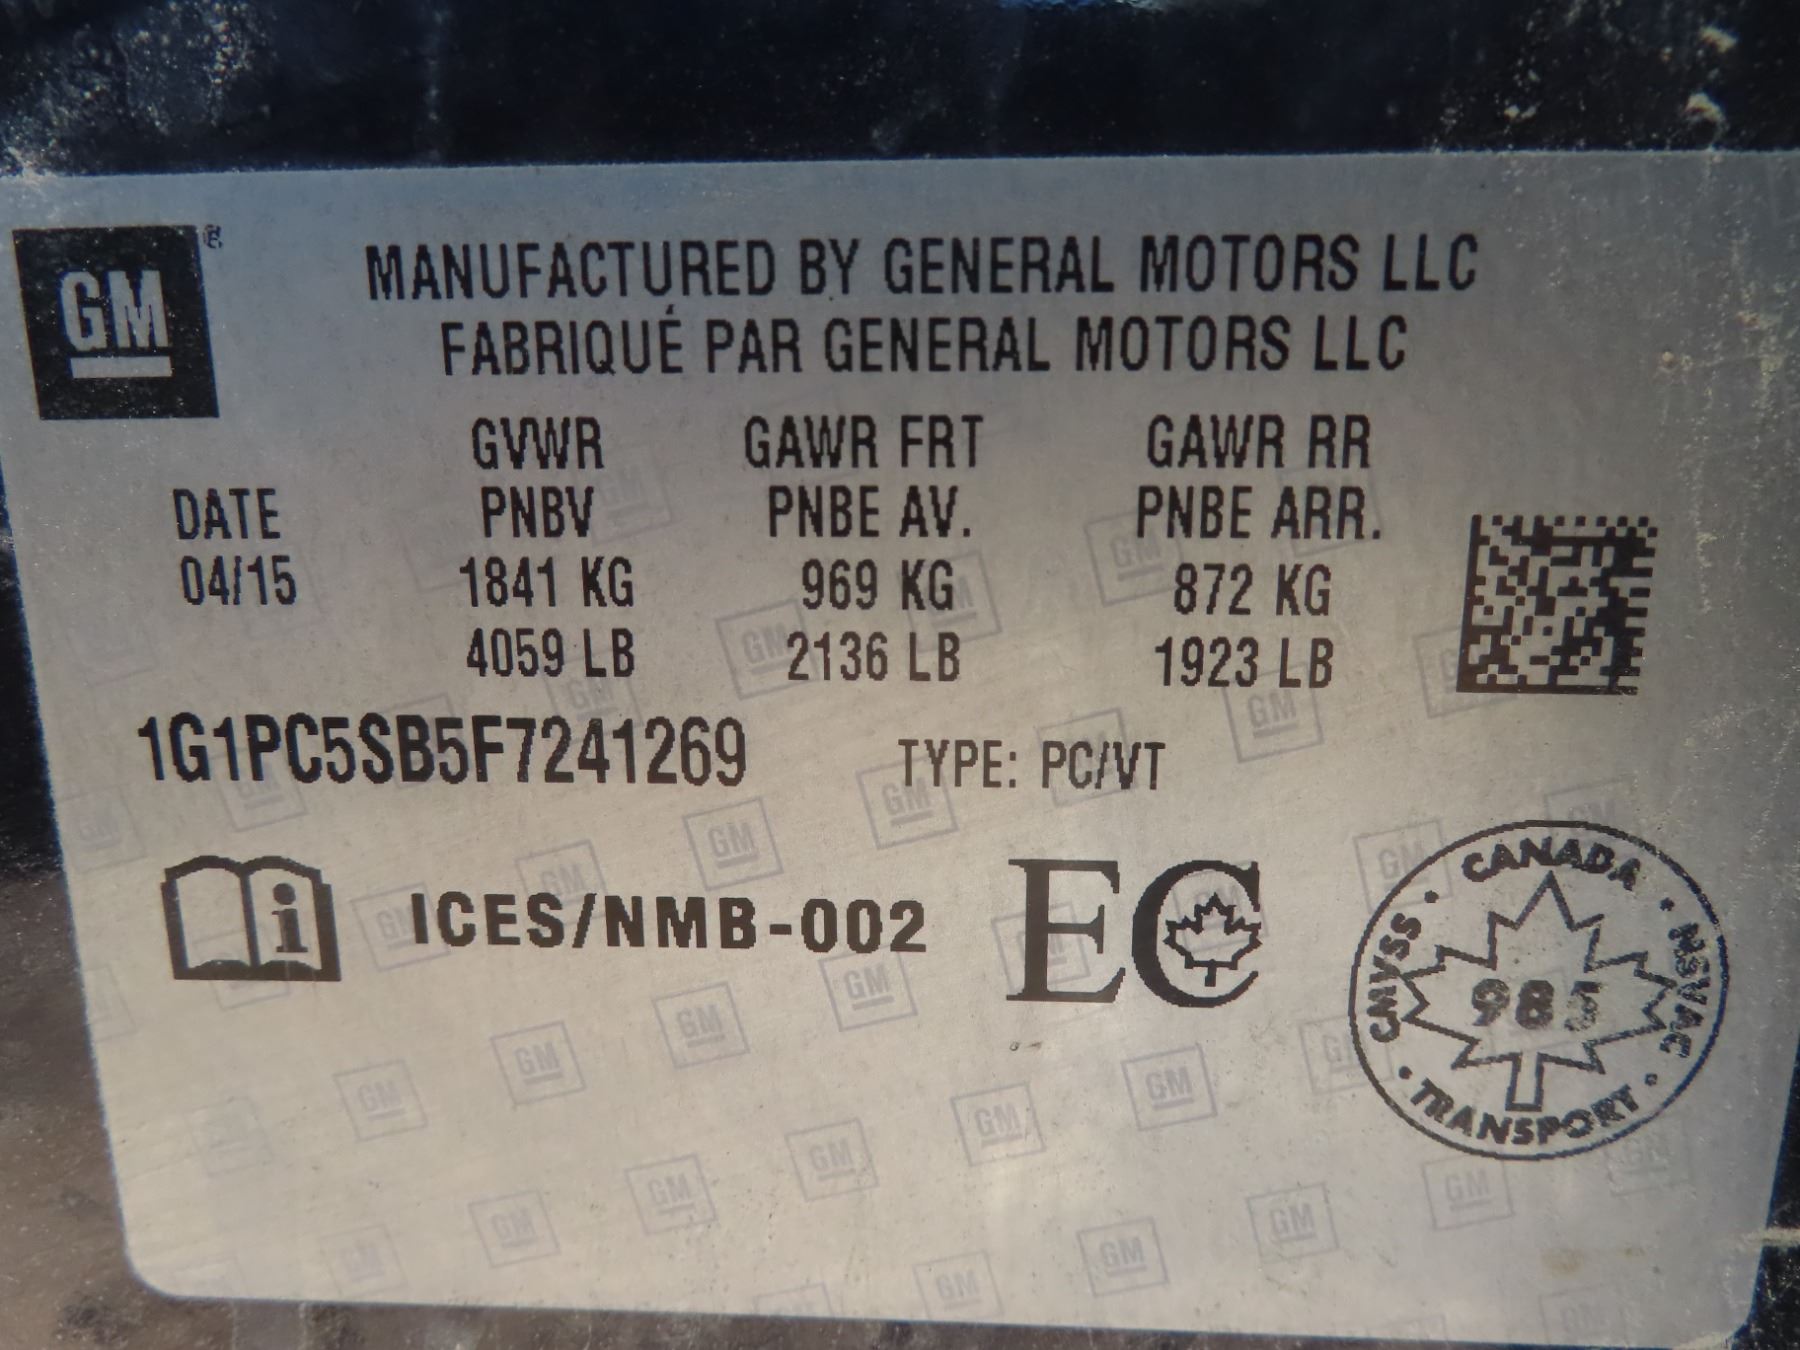 GM
MANUFACTURED BY GENERAL MOTORS LLC
FABRIQUÉ PAR GENERAL MOTORS LLC
GVWR GAWR FRT GAWR RR
DATE PNBV PNBE AV. PNBE ARR.
04/15 1841 KG 969 KG 872 KG
4059 LB 2136 LB 1923 LB
1G1PC5SB5F7241269 TYPE: PC/VT
i ICES/NMB-002 EC
CANADA
CMVSS
NSVAC
TRANSPORT